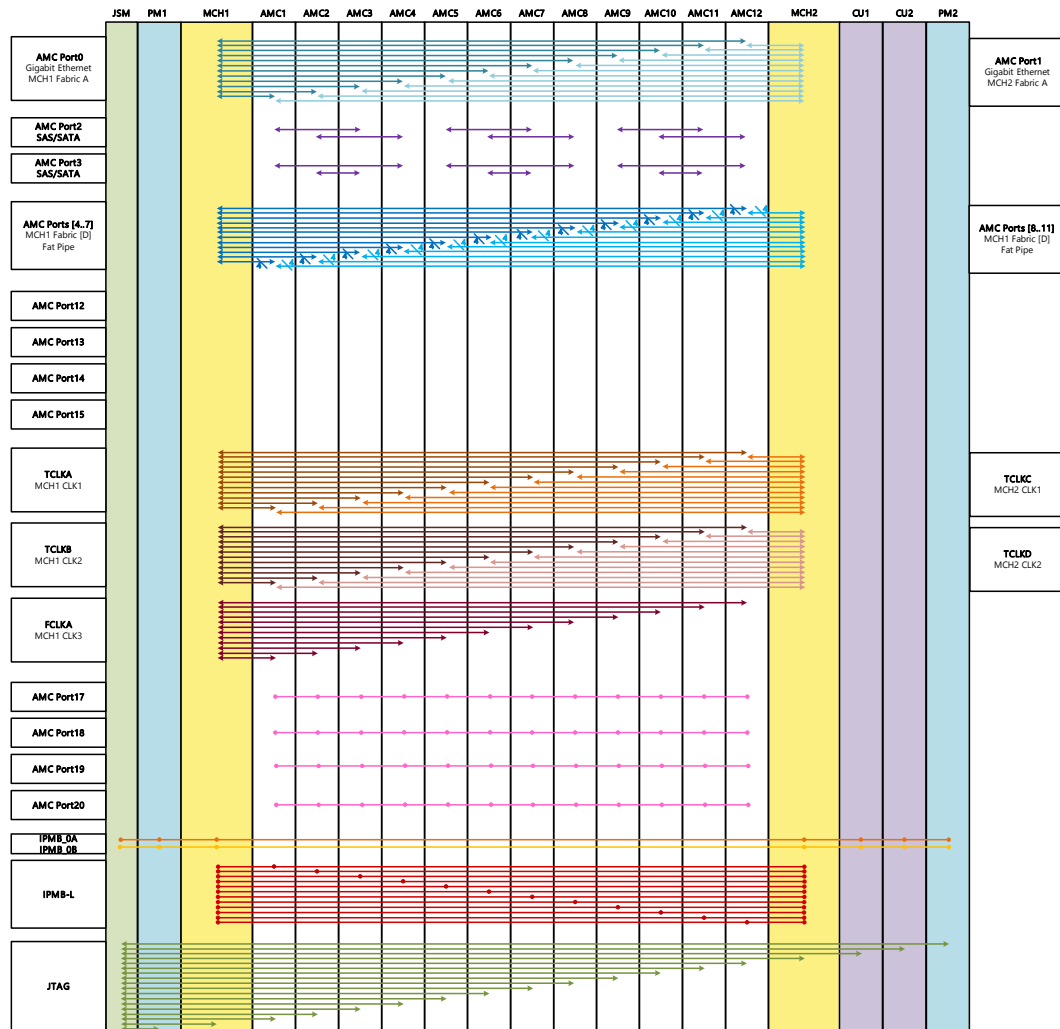 JSM PM1 MCH1 AMC1 AMC2 AMC3 AMC4 AMC5 AMC6 AMC7 AMC8 AMC9 AMC10 AMC11 AMC12 MCH2 CU1 CU2 PM2
AMC Port0
Gigabit Ethernet
MCH1 Fabric A
AMC Port1
Gigabit Ethernet
MCH2 Fabric A
AMC Port2
SAS/SATA
AMC Port3
SAS/SATA
AMC Ports [4..7]
MCH1 Fabric [D]
Fat Pipe
AMC Ports [8..11]
MCH1 Fabric [D]
Fat Pipe
AMC Port12
AMC Port13
AMC Port14
AMC Port15
TCLKA
MCH1 CLK1
TCLKC
MCH2 CLK1
TCLKB
MCH1 CLK2
TCLKD
MCH2 CLK2
FCLKA
MCH1 CLK3
AMC Port17
AMC Port18
AMC Port19
AMC Port20
IPMB_0A
IPMB_0B
IPMB-L
JTAG